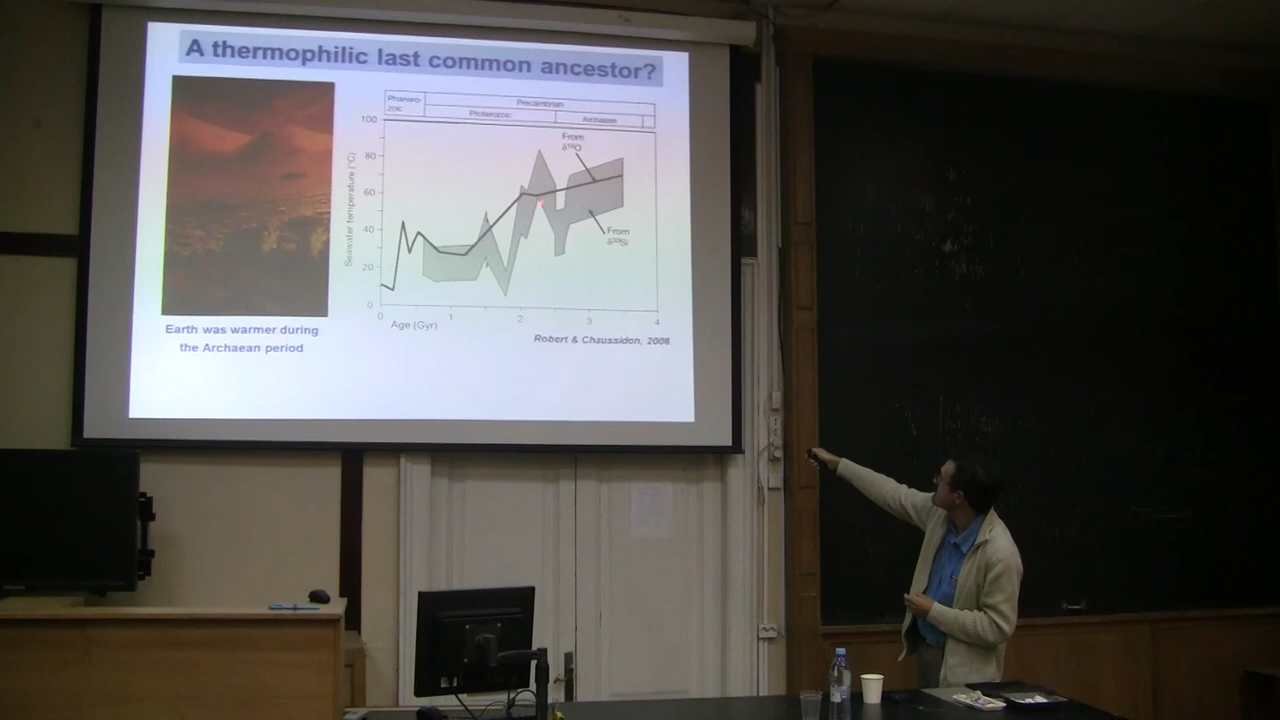 A thermophilic last common ancestor?
Phanero-
zoic
Precambrian
Proterozoic
Archaean
100
80
60
40
20
0
Seawater temperature (°C)
From
δ¹⁸O
From
δ³⁰Si
0
1
2
3
4
Age (Gyr)
Robert & Chaussidon, 2006
Earth was warmer during
the Archaean period